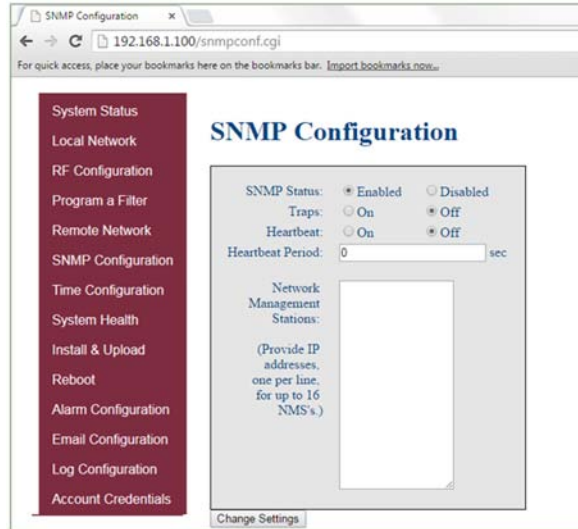 SNMP Configuration ×
192.168.1.100/snmpconf.cgi
For quick access, place your bookmarks here on the bookmarks bar. Import bookmarks now...
System Status
Local Network
RF Configuration
Program a Filter
Remote Network
SNMP Configuration
Time Configuration
System Health
Install & Upload
Reboot
Alarm Configuration
Email Configuration
Log Configuration
Account Credentials
SNMP Configuration
SNMP Status: Enabled Disabled
Traps: On Off
Heartbeat: On Off
Heartbeat Period: 0 sec
Network
Management
Stations:
(Provide IP
addresses,
one per line,
for up to 16
NMS's.)
Change Settings